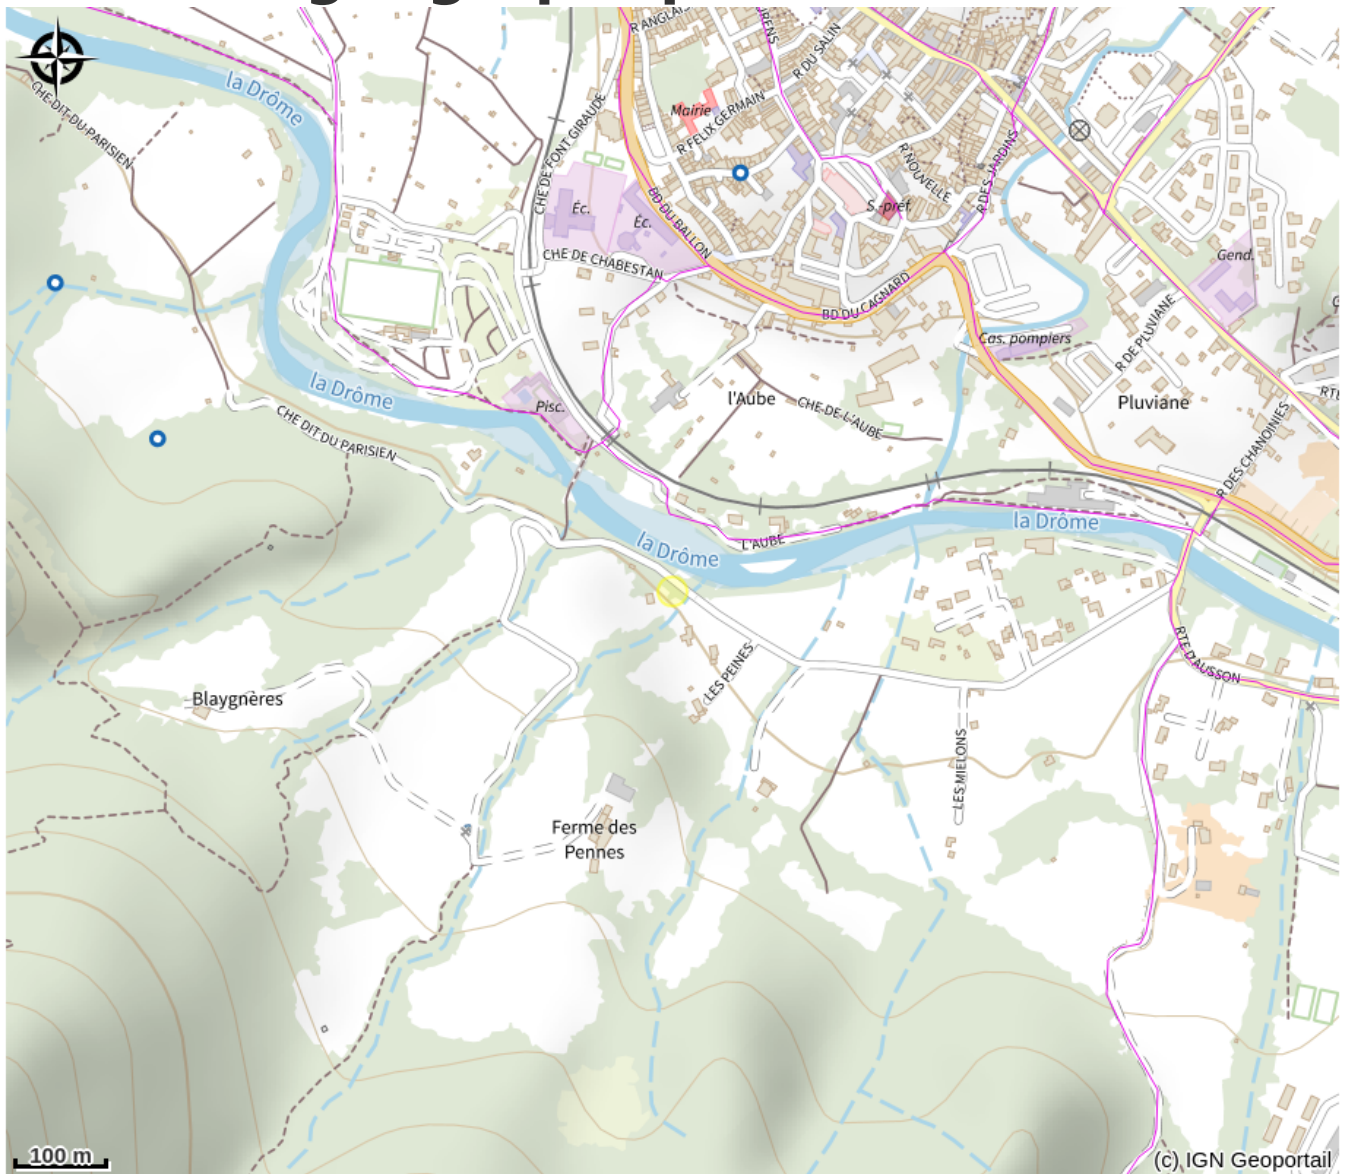 R ANGLAIS
R DU SALIN
la Drôme
CHE DIT DU PARISIEN
CHE DE FONT GIRAUDE
Mairie
R FELIX GERMAIN
R NOUVELLE
R DES JARDINS
S.-préf.
Éc.
Éc.
BD DU BALLON
CHE DE CHABESTAN
Gend.
BD DU CAGNARD
Cas. pompiers
R DE PLUVIANE
la Drôme
Pisc.
l'Aube
CHE DE L'AUBE
Pluviane
CHE DIT DU PARISIEN
R DES CHANOINIES
la Drôme
L'AUBE
la Drôme
RTE D'AUSSON
LES PEINES
Blaygnères
LES MIELONS
Ferme des
Pennes
100 m
(c) IGN Geoportail